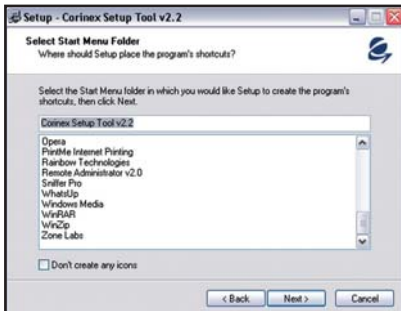 Setup - Corinex Setup Tool v2.2
Select Start Menu Folder
Where should Setup place the program's shortcuts?
Select the Start Menu folder in which you would like Setup to create the program's
shortcuts, then click Next.
Corinex Setup Tool v2.2
Opera
PrintMe Internet Printing
Rainbow Technologies
Remote Administrator v2.0
Sniffer Pro
WhatsUp
Windows Media
WinRAR
WinZip
Zone Labs
Don't create any icons
< Back Next > Cancel